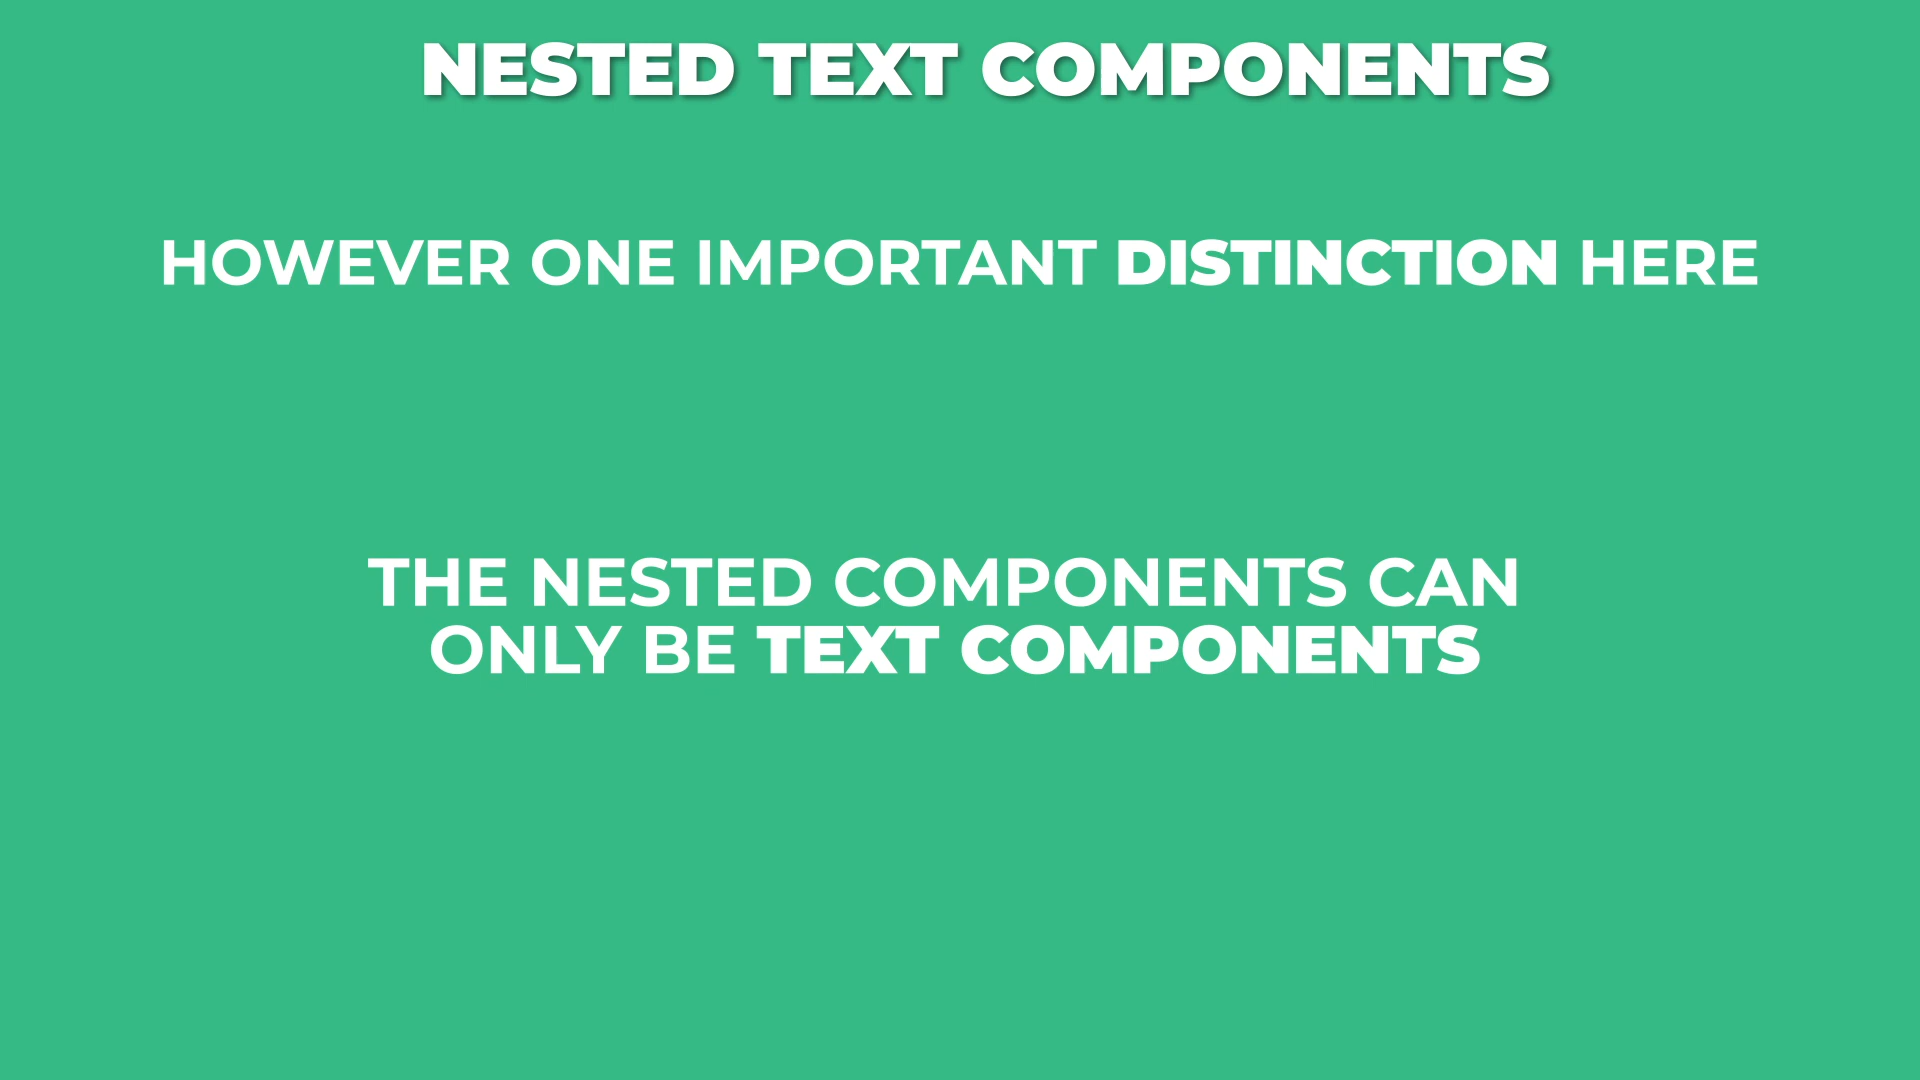 NESTED TEXT COMPONENTS
HOWEVER ONE IMPORTANT DISTINCTION HERE
THE NESTED COMPONENTS CAN
ONLY BE TEXT COMPONENTS